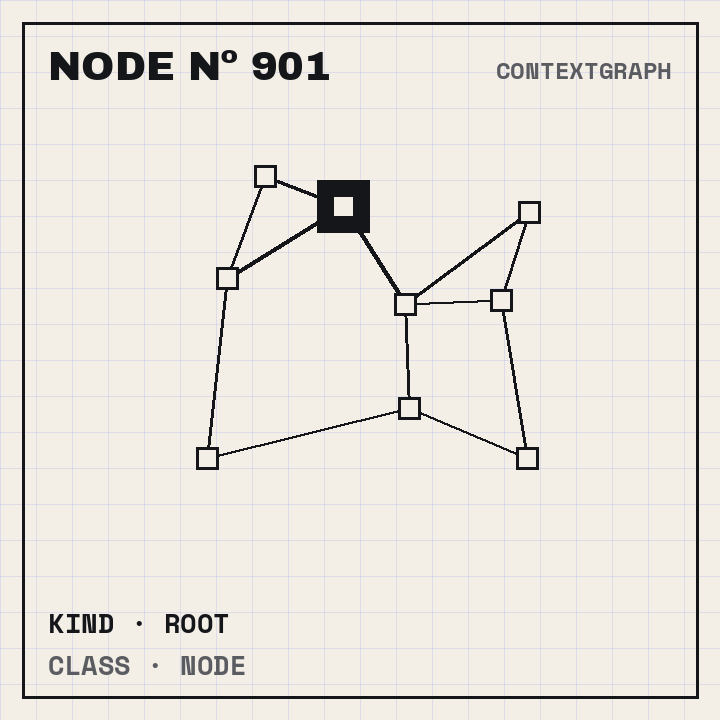 NODE Nº 901
CONTEXTGRAPH
KIND · ROOT
CLASS · NODE